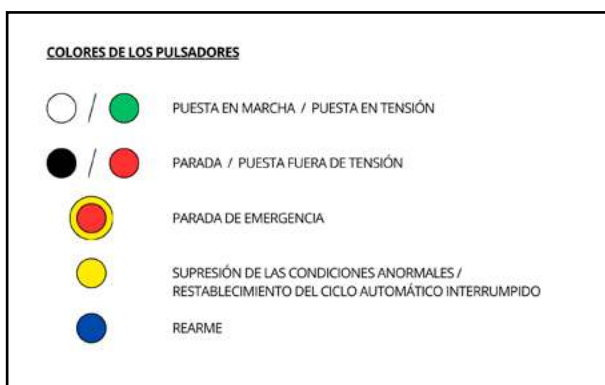 COLORES DE LOS PULSADORES
/ PUESTA EN MARCHA / PUESTA EN TENSIÓN
/ PARADA / PUESTA FUERA DE TENSIÓN
PARADA DE EMERGENCIA
SUPRESIÓN DE LAS CONDICIONES ANORMALES /
RESTABLECIMIENTO DEL CICLO AUTOMÁTICO INTERRUMPIDO
REARME